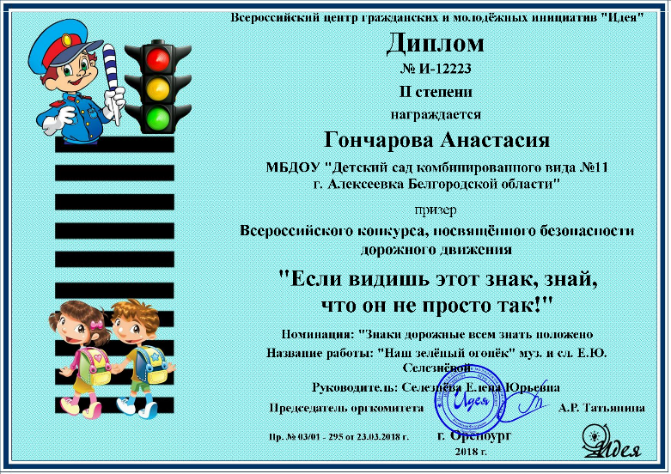 Всероссийский центр гражданских и молодёжных инициатив "Идея"
Диплом
№ И-12223
II степени
награждается
Гончарова Анастасия
МБДОУ "Детский сад комбинированного вида №11
г. Алексеевка Белгородской области"
призер
Всероссийского конкурса, посвящённого безопасности
дорожного движения
"Если видишь этот знак, знай,
что он не просто так!"
Номинация: "Знаки дорожные всем знать положено
Название работы: "Наш зелёный огонёк" муз. и сл. Е.Ю.
Селезнёвой
Руководитель: Селезнёва Елена Юрьевна
Председатель оргкомитета
Идея
А.Р. Татьянина
Пр. № 03/01 - 295 от 23.03.2018 г.
г. Оренбург
2018 г.
Идея